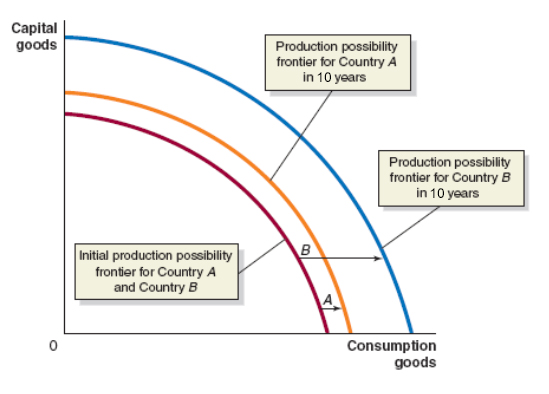 Capital
goods
Production possibility
frontier for Country A
in 10 years
Production possibility
frontier for Country B
in 10 years
Initial production possibility
frontier for Country A
and Country B
B
A
0
Consumption
goods